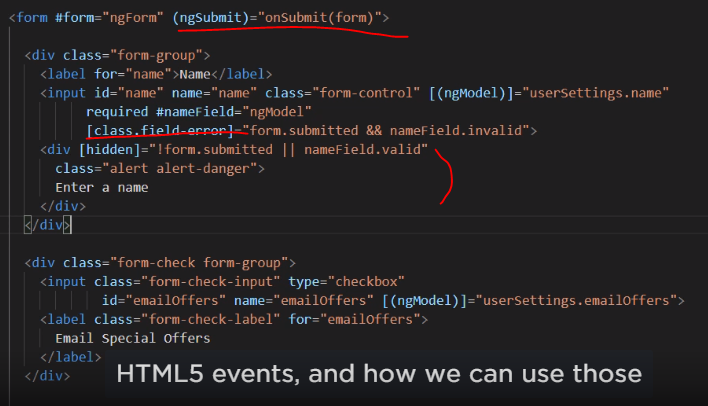 <form #form="ngForm" (ngSubmit)="onSubmit(form)">
<div class="form-group">
<label for="name">Name</label>
<input id="name" name="name" class="form-control" [(ngModel)]="userSettings.name"
required #nameField="ngModel"
[class.field-error]="form.submitted && nameField.invalid">
<div [hidden]="!form.submitted || nameField.valid"
class="alert alert-danger">
Enter a name
</div>
</div>
<div class="form-check form-group">
<input class="form-check-input" type="checkbox"
id="emailOffers" name="emailOffers" [(ngModel)]="userSettings.emailOffers">
<label class="form-check-label" for="emailOffers">
Email Special Offers
</label>
</div>
HTML5 events, and how we can use those